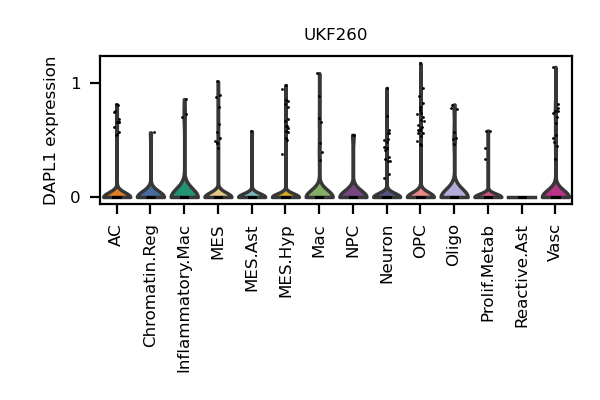 UKF260
DAPL1 expression
1
0
AC
Chromatin.Reg
Inflammatory.Mac
MES
MES.Ast
MES.Hyp
Mac
NPC
Neuron
OPC
Oligo
Prolif.Metab
Reactive.Ast
Vasc